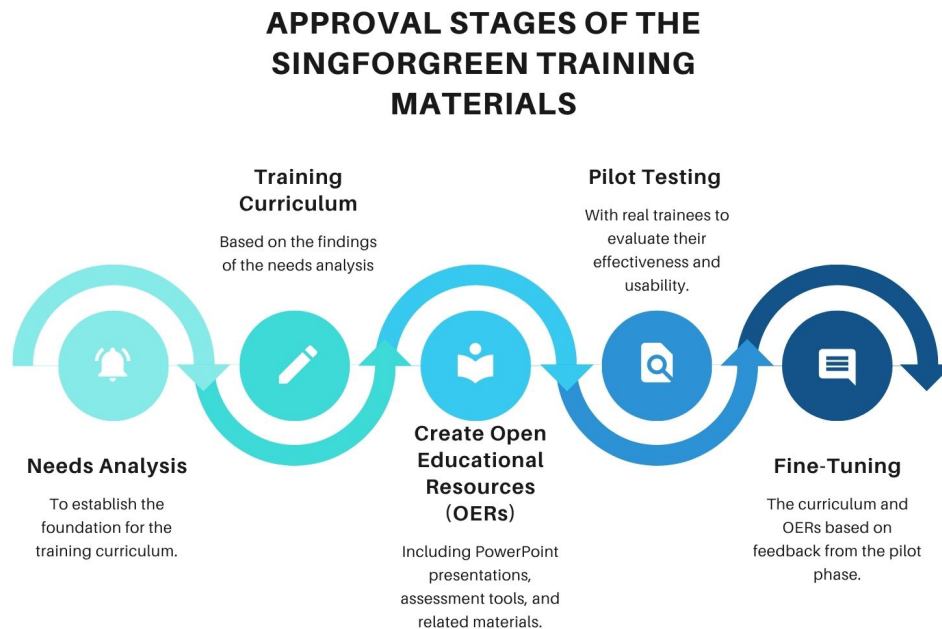 APPROVAL STAGES OF THE
SINGFORGREEN TRAINING
MATERIALS
Needs Analysis
To establish the
foundation for the
training curriculum.
Training
Curriculum
Based on the findings
of the needs analysis
Create Open
Educational
Resources
(OERs)
Including PowerPoint
presentations,
assessment tools, and
related materials.
Pilot Testing
With real trainees to
evaluate their
effectiveness and
usability.
Fine-Tuning
The curriculum and
OERs based on
feedback from the pilot
phase.